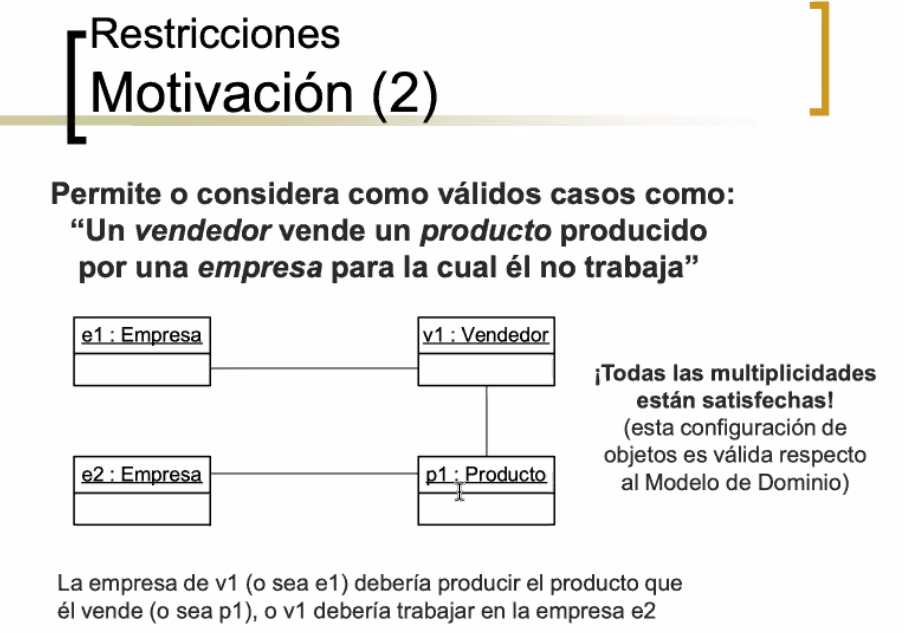 Restricciones
Motivación (2)
Permite o considera como válidos casos como:
“Un vendedor vende un producto producido
por una empresa para la cual él no trabaja”
e1 : Empresa
v1 : Vendedor
¡Todas las multiplicidades
están satisfechas!
(esta configuración de
objetos es válida respecto
al Modelo de Dominio)
e2 : Empresa
p1 : Producto
La empresa de v1 (o sea e1) debería producir el producto que
él vende (o sea p1), o v1 debería trabajar en la empresa e2